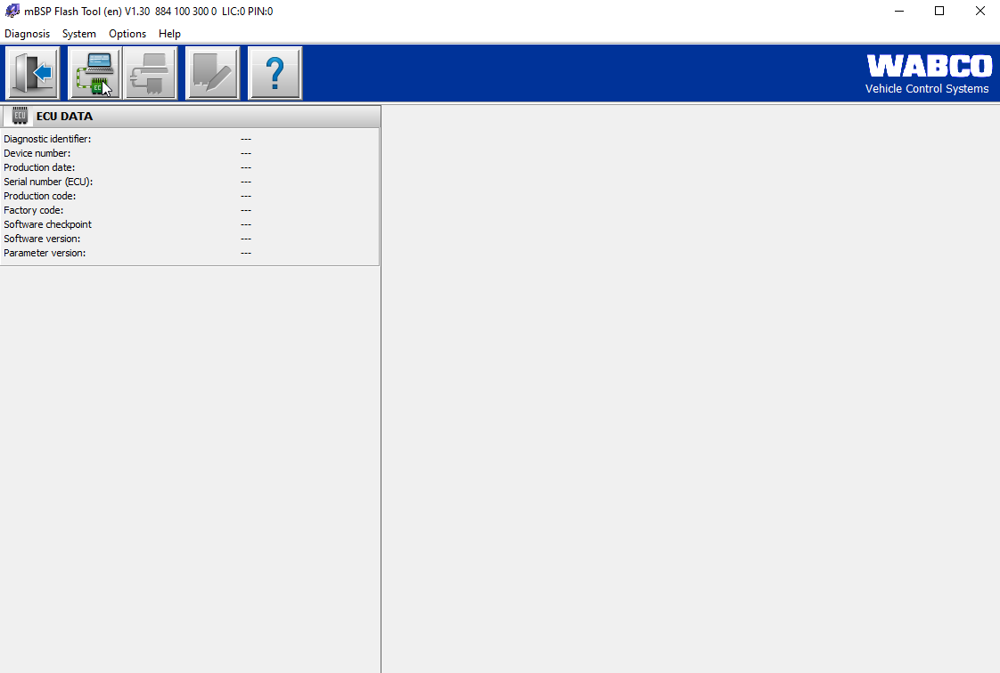 mBSP Flash Tool (en) V1.30  884 100 300 0  LIC:0 PIN:0
Diagnosis System Options Help
WABCO
Vehicle Control Systems
ECU
?
ECU ECU DATA
Diagnostic identifier: ---
Device number: ---
Production date: ---
Serial number (ECU): ---
Production code: ---
Factory code: ---
Software checkpoint ---
Software version: ---
Parameter version: ---